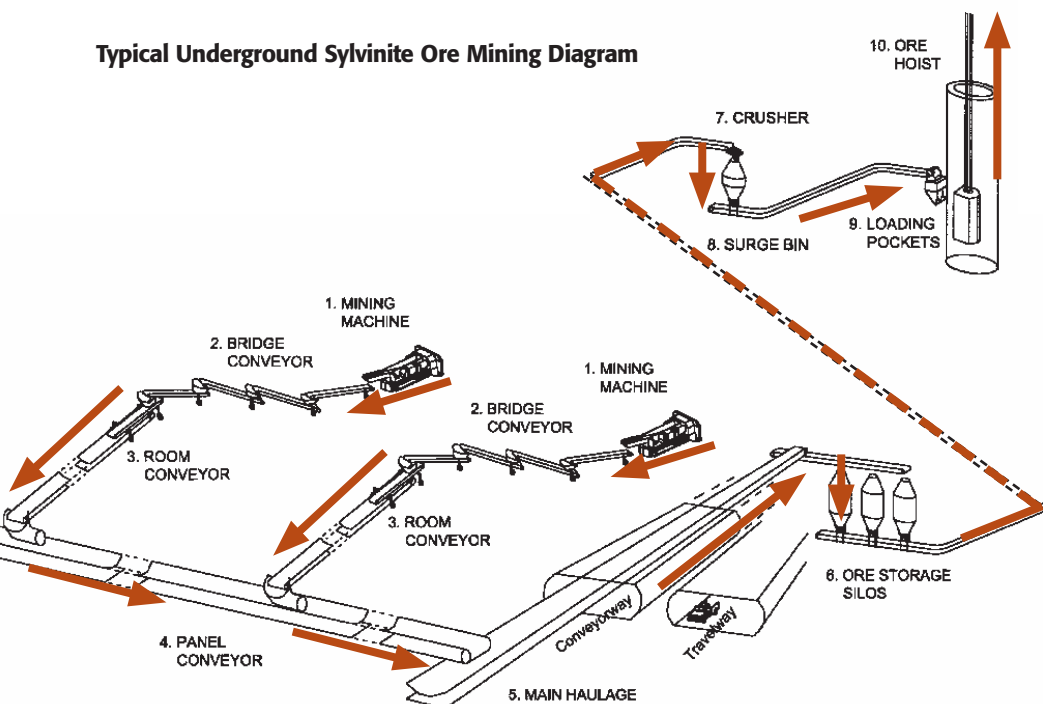 Typical Underground Sylvinite Ore Mining Diagram
10. ORE
HOIST
7. CRUSHER
9. LOADING
POCKETS
8. SURGE BIN
1. MINING
MACHINE
2. BRIDGE
CONVEYOR
1. MINING
MACHINE
2. BRIDGE
CONVEYOR
3. ROOM
CONVEYOR
3. ROOM
CONVEYOR
6. ORE STORAGE
SILOS
Conveyorway
Travelway
4. PANEL
CONVEYOR
5. MAIN HAULAGE